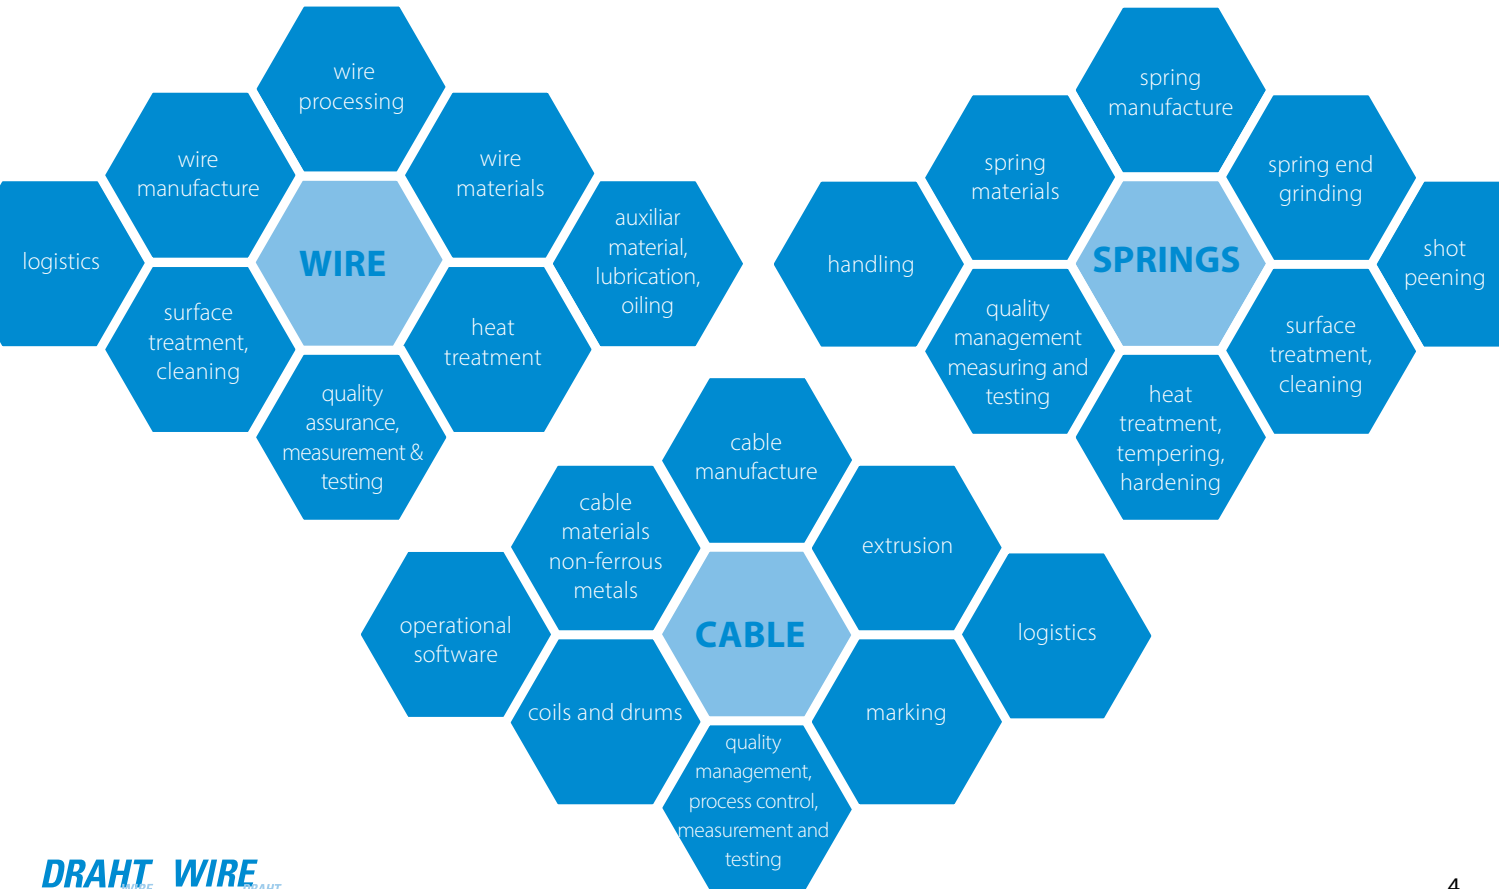 wire
processing
wire
manufacture
wire
materials
logistics
WIRE
auxiliar
material,
lubrication,
oiling
surface
treatment,
cleaning
heat
treatment
quality
assurance,
measurement &
testing
spring
manufacture
spring
materials
spring end
grinding
handling
SPRINGS
shot
peening
quality
management
measuring and
testing
surface
treatment,
cleaning
heat
treatment,
tempering,
hardening
cable
manufacture
cable
materials
non-ferrous
metals
extrusion
operational
software
CABLE
logistics
coils and drums
marking
quality
management,
process control,
measurement and
testing
DRAHT WIRE
WIRE DRAHT
4